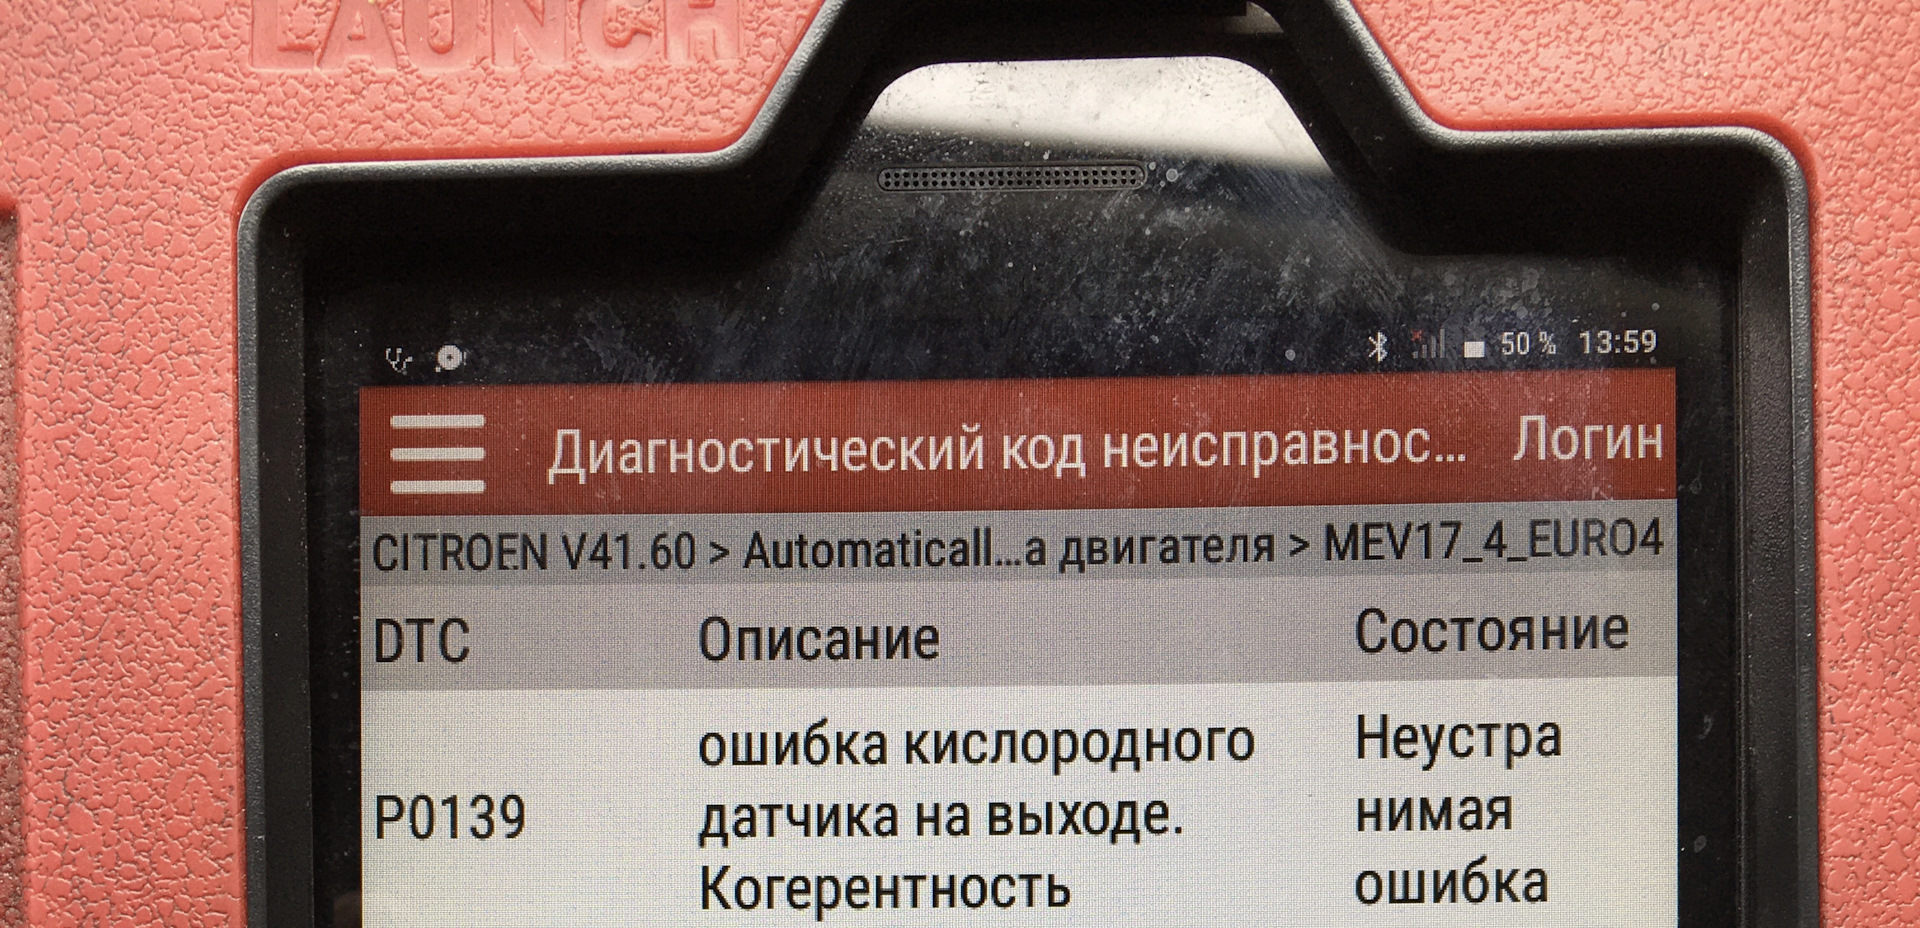 LAUNCH
50 % 13:59
Диагностический код неисправнос... Логин
CITROEN V41.60 > Automaticall...а двигателя > MEV17_4_EURO4
DTC Описание Состояние
P0139 ошибка кислородного датчика на выходе. Когерентность Неустра нимая ошибка